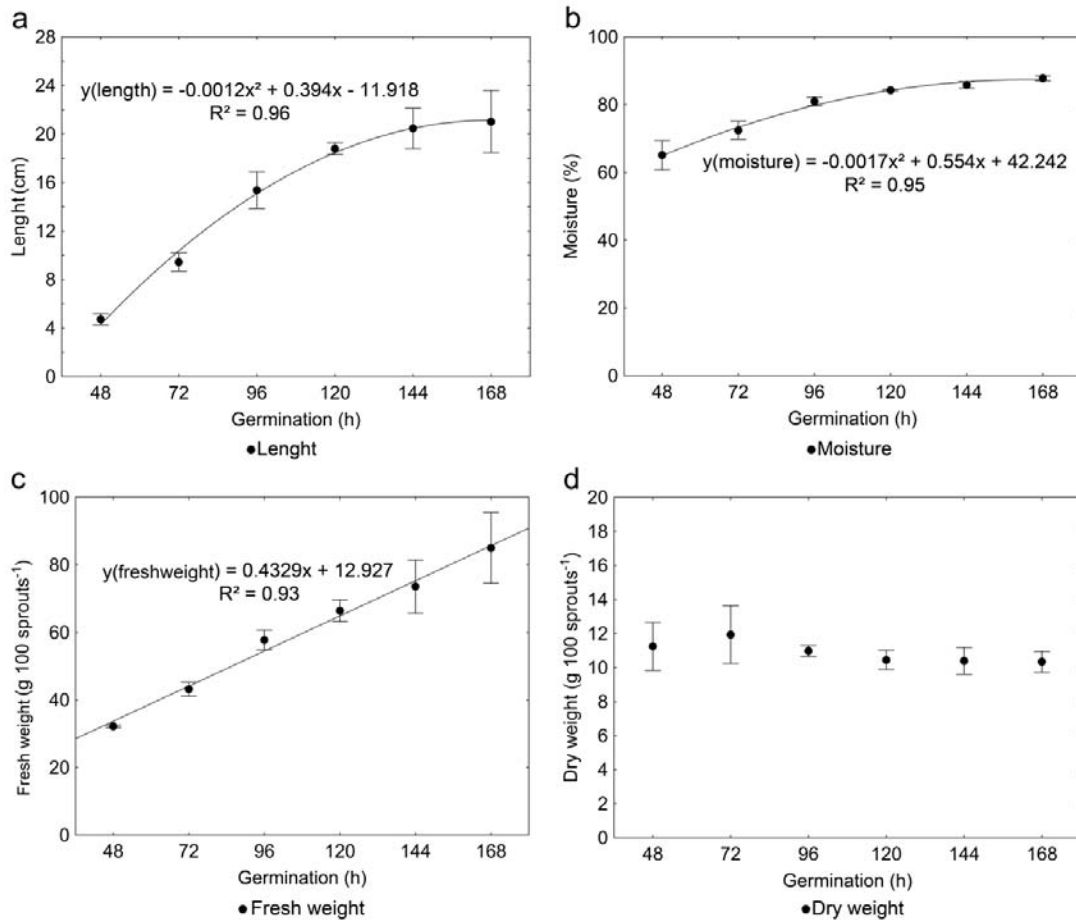 a
28
24
20
16
12
8
4
0
Lenght (cm)
y(length) = -0.0012x² + 0.394x - 11.918
R² = 0.96
48 72 96 120 144 168
Germination (h)
●Lenght
b
100
80
60
40
20
0
Moisture (%)
y(moisture) = -0.0017x² + 0.554x + 42.242
R² = 0.95
48 72 96 120 144 168
Germination (h)
●Moisture
c
100
80
60
40
20
0
Fresh weight (g 100 sprouts⁻¹)
y(freshweight) = 0.4329x + 12.927
R² = 0.93
48 72 96 120 144 168
Germination (h)
●Fresh weight
d
20
18
16
14
12
10
8
6
4
2
0
Dry weight (g 100 sprouts⁻¹)
48 72 96 120 144 168
Germination (h)
●Dry weight